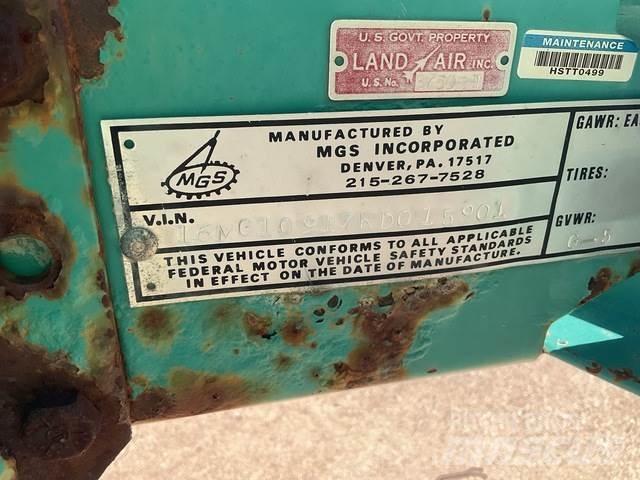 U.S. GOVT. PROPERTY
LAND AIR INC.
U.S. No.
MAINTENANCE
HSTT0499
MANUFACTURED BY
MGS INCORPORATED
DENVER, PA. 17517
215-267-7528
MGS
V.I.N.
THIS VEHICLE CONFORMS TO ALL APPLICABLE
FEDERAL MOTOR VEHICLE SAFETY STANDARDS
IN EFFECT ON THE DATE OF MANUFACTURE.
GAWR: EA
TIRES:
GVWR: